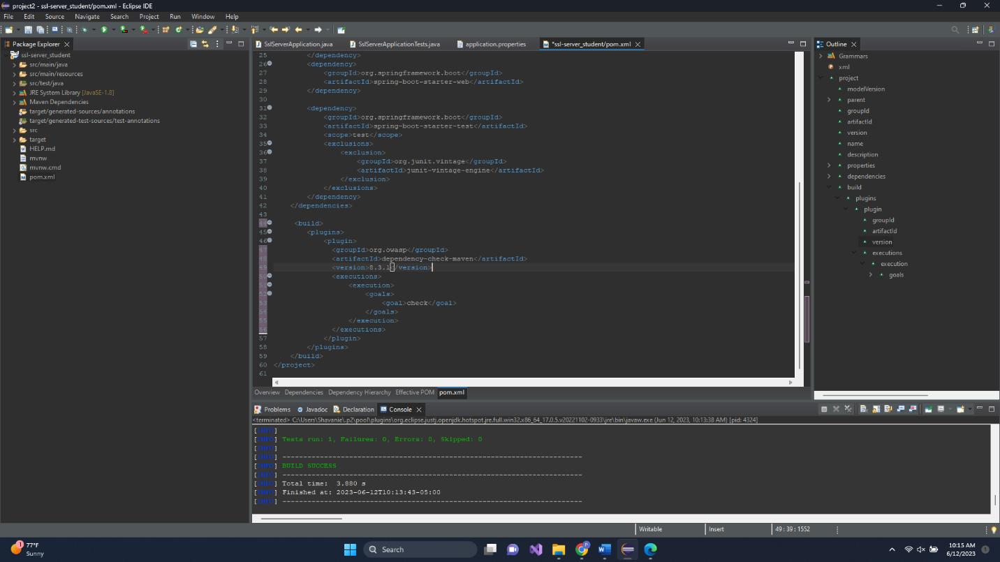 project2 - ssl-server_student/pom.xml - Eclipse IDE
File Edit Source Navigate Search Project Run Window Help
Package Explorer
ssl-server_student
src/main/java
src/main/resources
src/test/java
JRE System Library [JavaSE-1.8]
Maven Dependencies
target/generated-sources/annotations
target/generated-test-sources/test-annotations
src
target
HELP.md
mvnw
mvnw.cmd
pom.xml
SslServerApplication.java SslServerApplicationTests.java application.properties *ssl-server_student/pom.xml
25 </dependency>
26 <dependency>
27 <groupId>org.springframework.boot</groupId>
28 <artifactId>spring-boot-starter-web</artifactId>
29 </dependency>
30
31 <dependency>
32 <groupId>org.springframework.boot</groupId>
33 <artifactId>spring-boot-starter-test</artifactId>
34 <scope>test</scope>
35 <exclusions>
36 <exclusion>
37 <groupId>org.junit.vintage</groupId>
38 <artifactId>junit-vintage-engine</artifactId>
39 </exclusion>
40 </exclusions>
41 </dependency>
42 </dependencies>
43
44 <build>
45 <plugins>
46 <plugin>
47 <groupId>org.owasp</groupId>
48 <artifactId>dependency-check-maven</artifactId>
49 <version>8.3.1</version>
50 <executions>
51 <execution>
52 <goals>
53 <goal>check</goal>
54 </goals>
55 </execution>
56 </executions>
57 </plugin>
58 </plugins>
59 </build>
60 </project>
61
Overview Dependencies Dependency Hierarchy Effective POM pom.xml
Outline
Grammars
xml
project
modelVersion
parent
groupId
artifactId
version
name
description
properties
dependencies
build
plugins
plugin
groupId
artifactId
version
executions
execution
goals
Problems Javadoc Declaration Console
<terminated> C:\Users\Shavanie\.p2\pool\plugins\org.eclipse.justj.openjdk.hotspot.jre.full.win32.x86_64_17.0.5.v20221102-0933\jre\bin\javaw.exe (Jun 12, 2023, 10:13:38 AM) [pid: 4324]
[INFO]
[INFO] Tests run: 1, Failures: 0, Errors: 0, Skipped: 0
[INFO]
[INFO] ------------------------------------------------------------------------
[INFO] BUILD SUCCESS
[INFO] ------------------------------------------------------------------------
[INFO] Total time: 3.880 s
[INFO] Finished at: 2023-06-12T10:13:43-05:00
[INFO] ------------------------------------------------------------------------
Writable Insert 49 : 39 : 1552
1
77°F
Sunny
Search
P
10:15 AM
6/12/2023
1